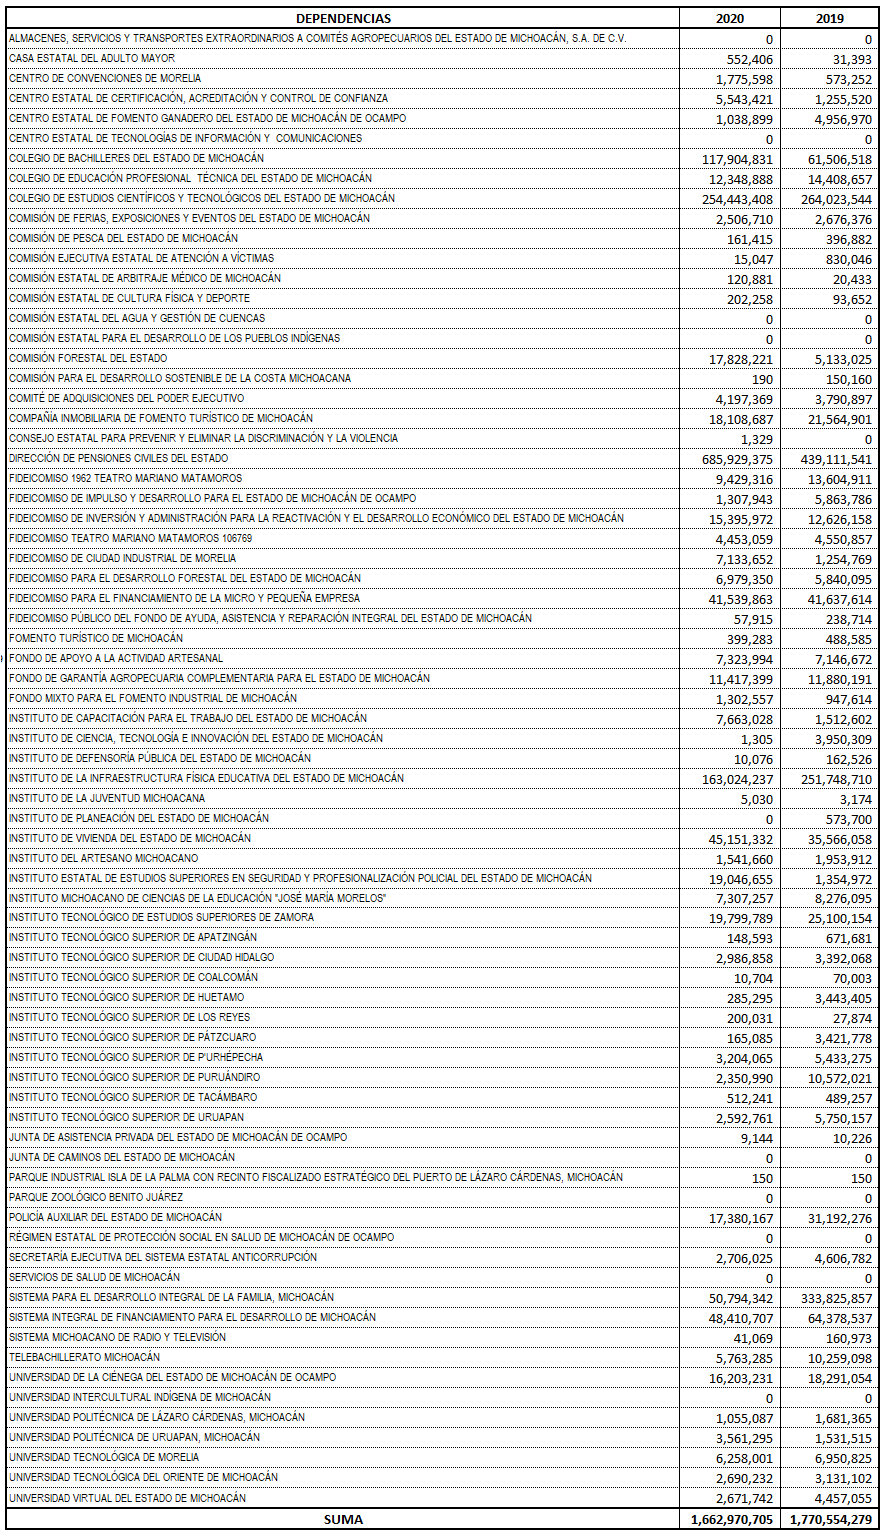 DEPENDENCIAS 2020 2019
ALMACENES, SERVICIOS Y TRANSPORTES EXTRAORDINARIOS A COMITÉS AGROPECUARIOS DEL ESTADO DE MICHOACÁN, S.A. DE C.V. 0 0
CASA ESTATAL DEL ADULTO MAYOR 552,406 31,393
CENTRO DE CONVENCIONES DE MORELIA 1,775,598 573,252
CENTRO ESTATAL DE CERTIFICACIÓN, ACREDITACIÓN Y CONTROL DE CONFIANZA 5,543,421 1,255,520
CENTRO ESTATAL DE FOMENTO GANADERO DEL ESTADO DE MICHOACÁN DE OCAMPO 1,038,899 4,956,970
CENTRO ESTATAL DE TECNOLOGÍAS DE INFORMACIÓN Y COMUNICACIONES 0 0
COLEGIO DE BACHILLERES DEL ESTADO DE MICHOACÁN 117,904,831 61,506,518
COLEGIO DE EDUCACIÓN PROFESIONAL TÉCNICA DEL ESTADO DE MICHOACÁN 12,348,888 14,408,657
COLEGIO DE ESTUDIOS CIENTÍFICOS Y TECNOLÓGICOS DEL ESTADO DE MICHOACÁN 254,443,408 264,023,544
COMISIÓN DE FERIAS, EXPOSICIONES Y EVENTOS DEL ESTADO DE MICHOACÁN 2,506,710 2,676,376
COMISIÓN DE PESCA DEL ESTADO DE MICHOACÁN 161,415 396,882
COMISIÓN EJECUTIVA ESTATAL DE ATENCIÓN A VÍCTIMAS 15,047 830,046
COMISIÓN ESTATAL DE ARBITRAJE MÉDICO DE MICHOACÁN 120,881 20,433
COMISIÓN ESTATAL DE CULTURA FÍSICA Y DEPORTE 202,258 93,652
COMISIÓN ESTATAL DEL AGUA Y GESTIÓN DE CUENCAS 0 0
COMISIÓN ESTATAL PARA EL DESARROLLO DE LOS PUEBLOS INDÍGENAS 0 0
COMISIÓN FORESTAL DEL ESTADO 17,828,221 5,133,025
COMISIÓN PARA EL DESARROLLO SOSTENIBLE DE LA COSTA MICHOACANA 190 150,160
COMITÉ DE ADQUISICIONES DEL PODER EJECUTIVO 4,197,369 3,790,897
COMPAÑÍA INMOBILIARIA DE FOMENTO TURÍSTICO DE MICHOACÁN 18,108,687 21,564,901
CONSEJO ESTATAL PARA PREVENIR Y ELIMINAR LA DISCRIMINACIÓN Y LA VIOLENCIA 1,329 0
DIRECCIÓN DE PENSIONES CIVILES DEL ESTADO 685,929,375 439,111,541
FIDEICOMISO 1962 TEATRO MARIANO MATAMOROS 9,429,316 13,604,911
FIDEICOMISO DE IMPULSO Y DESARROLLO PARA EL ESTADO DE MICHOACÁN DE OCAMPO 1,307,943 5,863,786
FIDEICOMISO DE INVERSIÓN Y ADMINISTRACIÓN PARA LA REACTIVACIÓN Y EL DESARROLLO ECONÓMICO DEL ESTADO DE MICHOACÁN 15,395,972 12,626,158
FIDEICOMISO TEATRO MARIANO MATAMOROS 106769 4,453,059 4,550,857
FIDEICOMISO DE CIUDAD INDUSTRIAL DE MORELIA 7,133,652 1,254,769
FIDEICOMISO PARA EL DESARROLLO FORESTAL DEL ESTADO DE MICHOACÁN 6,979,350 5,840,095
FIDEICOMISO PARA EL FINANCIAMIENTO DE LA MICRO Y PEQUEÑA EMPRESA 41,539,863 41,637,614
FIDEICOMISO PÚBLICO DEL FONDO DE AYUDA, ASISTENCIA Y REPARACIÓN INTEGRAL DEL ESTADO DE MICHOACÁN 57,915 238,714
FOMENTO TURÍSTICO DE MICHOACÁN 399,283 488,585
FONDO DE APOYO A LA ACTIVIDAD ARTESANAL 7,323,994 7,146,672
FONDO DE GARANTÍA AGROPECUARIA COMPLEMENTARIA PARA EL ESTADO DE MICHOACÁN 11,417,399 11,880,191
FONDO MIXTO PARA EL FOMENTO INDUSTRIAL DE MICHOACÁN 1,302,557 947,614
INSTITUTO DE CAPACITACIÓN PARA EL TRABAJO DEL ESTADO DE MICHOACÁN 7,663,028 1,512,602
INSTITUTO DE CIENCIA, TECNOLOGÍA E INNOVACIÓN DEL ESTADO DE MICHOACÁN 1,305 3,950,309
INSTITUTO DE DEFENSORÍA PÚBLICA DEL ESTADO DE MICHOACÁN 10,076 162,526
INSTITUTO DE LA INFRAESTRUCTURA FÍSICA EDUCATIVA DEL ESTADO DE MICHOACÁN 163,024,237 251,748,710
INSTITUTO DE LA JUVENTUD MICHOACANA 5,030 3,174
INSTITUTO DE PLANEACIÓN DEL ESTADO DE MICHOACÁN 0 573,700
INSTITUTO DE VIVIENDA DEL ESTADO DE MICHOACÁN 45,151,332 35,566,058
INSTITUTO DEL ARTESANO MICHOACANO 1,541,660 1,953,912
INSTITUTO ESTATAL DE ESTUDIOS SUPERIORES EN SEGURIDAD Y PROFESIONALIZACIÓN POLICIAL DEL ESTADO DE MICHOACÁN 19,046,655 1,354,972
INSTITUTO MICHOACANO DE CIENCIAS DE LA EDUCACIÓN "JOSÉ MARÍA MORELOS" 7,307,257 8,276,095
INSTITUTO TECNOLÓGICO DE ESTUDIOS SUPERIORES DE ZAMORA 19,799,789 25,100,154
INSTITUTO TECNOLÓGICO SUPERIOR DE APATZINGÁN 148,593 671,681
INSTITUTO TECNOLÓGICO SUPERIOR DE CIUDAD HIDALGO 2,986,858 3,392,068
INSTITUTO TECNOLÓGICO SUPERIOR DE COALCOMÁN 10,704 70,003
INSTITUTO TECNOLÓGICO SUPERIOR DE HUETAMO 285,295 3,443,405
INSTITUTO TECNOLÓGICO SUPERIOR DE LOS REYES 200,031 27,874
INSTITUTO TECNOLÓGICO SUPERIOR DE PÁTZCUARO 165,085 3,421,778
INSTITUTO TECNOLÓGICO SUPERIOR DE P'URHÉPECHA 3,204,065 5,433,275
INSTITUTO TECNOLÓGICO SUPERIOR DE PURUÁNDIRO 2,350,990 10,572,021
INSTITUTO TECNOLÓGICO SUPERIOR DE TACÁMBARO 512,241 489,257
INSTITUTO TECNOLÓGICO SUPERIOR DE URUAPAN 2,592,761 5,750,157
JUNTA DE ASISTENCIA PRIVADA DEL ESTADO DE MICHOACÁN DE OCAMPO 9,144 10,226
JUNTA DE CAMINOS DEL ESTADO DE MICHOACÁN 0 0
PARQUE INDUSTRIAL ISLA DE LA PALMA CON RECINTO FISCALIZADO ESTRATÉGICO DEL PUERTO DE LÁZARO CÁRDENAS, MICHOACÁN 150 150
PARQUE ZOOLÓGICO BENITO JUÁREZ 0 0
POLICÍA AUXILIAR DEL ESTADO DE MICHOACÁN 17,380,167 31,192,276
RÉGIMEN ESTATAL DE PROTECCIÓN SOCIAL EN SALUD DE MICHOACÁN DE OCAMPO 0 0
SECRETARÍA EJECUTIVA DEL SISTEMA ESTATAL ANTICORRUPCIÓN 2,706,025 4,606,782
SERVICIOS DE SALUD DE MICHOACÁN 0 0
SISTEMA PARA EL DESARROLLO INTEGRAL DE LA FAMILIA, MICHOACÁN 50,794,342 333,825,857
SISTEMA INTEGRAL DE FINANCIAMIENTO PARA EL DESARROLLO DE MICHOACÁN 48,410,707 64,378,537
SISTEMA MICHOACANO DE RADIO Y TELEVISIÓN 41,069 160,973
TELEBACHILLERATO MICHOACÁN 5,763,285 10,259,098
UNIVERSIDAD DE LA CIÉNEGA DEL ESTADO DE MICHOACÁN DE OCAMPO 16,203,231 18,291,054
UNIVERSIDAD INTERCULTURAL INDÍGENA DE MICHOACÁN 0 0
UNIVERSIDAD POLITÉCNICA DE LÁZARO CÁRDENAS, MICHOACÁN 1,055,087 1,681,365
UNIVERSIDAD POLITÉCNICA DE URUAPAN, MICHOACÁN 3,561,295 1,531,515
UNIVERSIDAD TECNOLÓGICA DE MORELIA 6,258,001 6,950,825
UNIVERSIDAD TECNOLÓGICA DEL ORIENTE DE MICHOACÁN 2,690,232 3,131,102
UNIVERSIDAD VIRTUAL DEL ESTADO DE MICHOACÁN 2,671,742 4,457,055
SUMA 1,662,970,705 1,770,554,279